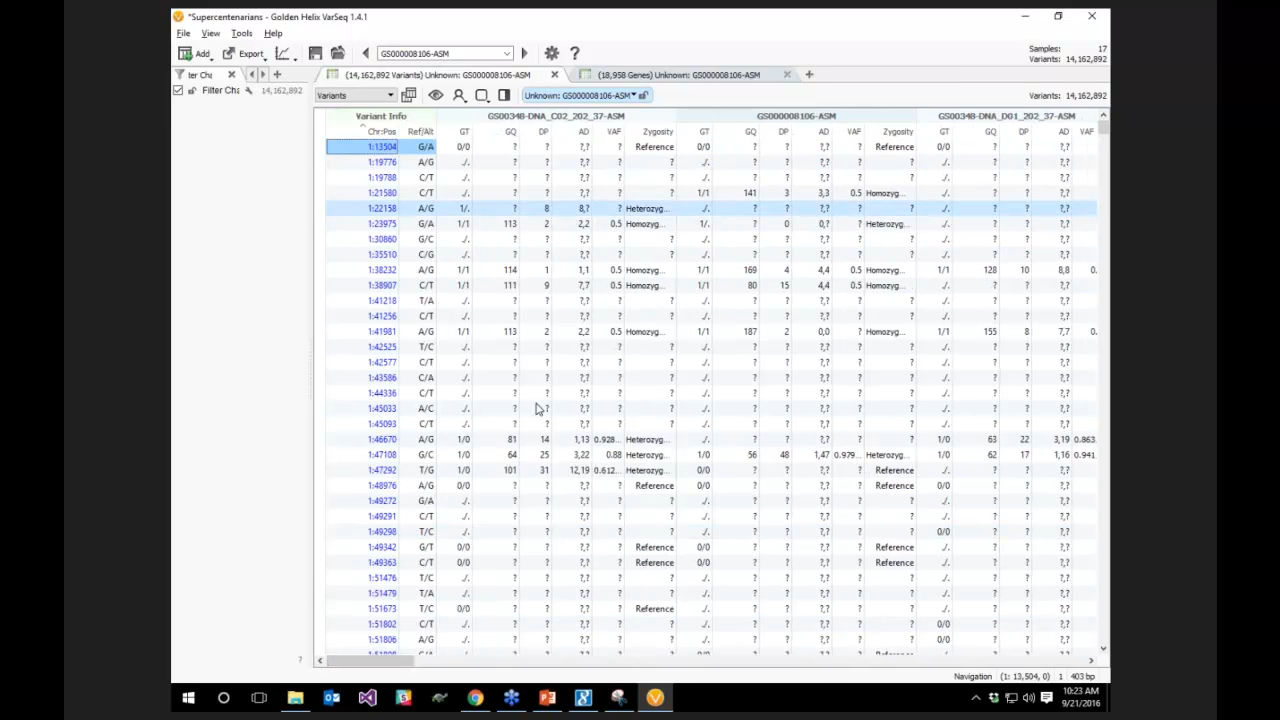 *Supercentenarians - Golden Helix VarSeq 1.4.1
File View Tools Help
Add Export GS000008106-ASM ? Samples: 17
Variants: 14,162,892
(14,162,892 Variants) Unknown: GS000008106-ASM (18,958 Genes) Unknown: GS000008106-ASM
Filter Cha 14,162,892 Variants Unknown: GS000008106-ASM Variants: 14,162,892
Variant Info GS00348-DNA_C02_202_37-ASM GS000008106-ASM GS00348-DNA_D01_202_37-ASM
Chr:Pos Ref/Alt GT GQ DP AD VAF Zygosity GT GQ DP AD VAF Zygosity GT GQ DP AD VAF
1:13504 G/A 0/0 ? ? ?,? ? Reference 0/0 ? ? ?,? ? Reference 0/0 ? ? ?,?
1:19776 A/G ./. ? ? ?,? ? ? ./. ? ? ?,? ? ? ./. ? ? ?,?
1:19788 C/T ./. ? ? ?,? ? ? ./. ? ? ?,? ? ? ./. ? ? ?,?
1:21580 C/T ./. ? ? ?,? ? ? 1/1 141 3 3,3 0.5 Homozyg... ./. ? ? ?,?
1:22158 A/G 1/. ? 8 8,? ? Heterozyg... ./. ? ? ?,? ? ? ./. ? ? ?,?
1:23975 G/A 1/1 113 2 2,2 0.5 Homozyg... 1/. ? 0 0,? ? Heterozyg... ./. ? ? ?,?
1:30860 G/C ./. ? ? ?,? ? ? ./. ? ? ?,? ? ? ./. ? ? ?,?
1:35510 C/G ./. ? ? ?,? ? ? ./. ? ? ?,? ? ? ./. ? ? ?,?
1:38232 A/G 1/1 114 1 1,1 0.5 Homozyg... 1/1 169 4 4,4 0.5 Homozyg... 1/1 128 10 8,8 0.
1:38907 C/T 1/1 111 9 7,7 0.5 Homozyg... 1/1 80 15 4,4 0.5 Homozyg... ./. ? ? ?,?
1:41218 T/A ./. ? ? ?,? ? ? ./. ? ? ?,? ? ? ./. ? ? ?,?
1:41256 C/T ./. ? ? ?,? ? ? ./. ? ? ?,? ? ? ./. ? ? ?,?
1:41981 A/G 1/1 113 2 2,2 0.5 Homozyg... 1/1 187 2 0,0 ? Homozyg... 1/1 155 8 7,7 0.
1:42525 T/C ./. ? ? ?,? ? ? ./. ? ? ?,? ? ? ./. ? ? ?,?
1:42577 C/T ./. ? ? ?,? ? ? ./. ? ? ?,? ? ? ./. ? ? ?,?
1:43586 C/A ./. ? ? ?,? ? ? ./. ? ? ?,? ? ? ./. ? ? ?,?
1:44336 C/T ./. ? ? ?,? ? ? ./. ? ? ?,? ? ? ./. ? ? ?,?
1:45033 A/C ./. ? ? ?,? ? ? ./. ? ? ?,? ? ? ./. ? ? ?,?
1:45093 C/T ./. ? ? ?,? ? ? ./. ? ? ?,? ? ? ./. ? ? ?,?
1:46670 A/G 1/0 81 14 1,13 0.928... Heterozyg... ./. ? ? ?,? ? ? 1/0 63 22 3,19 0.863.
1:47108 G/C 1/0 64 25 3,22 0.88 Heterozyg... 1/0 56 48 1,47 0.979... Heterozyg... 1/0 62 17 1,16 0.941.
1:47292 T/G 1/0 101 31 12,19 0.612... Heterozyg... 0/0 ? ? ?,? ? Reference ./. ? ? ?,?
1:48976 A/G 0/0 ? ? ?,? ? Reference 0/0 ? ? ?,? ? Reference 0/0 ? ? ?,?
1:49272 G/A ./. ? ? ?,? ? ? ./. ? ? ?,? ? ? ./. ? ? ?,?
1:49291 C/T ./. ? ? ?,? ? ? ./. ? ? ?,? ? ? ./. ? ? ?,?
1:49298 T/C ./. ? ? ?,? ? ? ./. ? ? ?,? ? ? 0/0 ? ? ?,?
1:49342 G/T 0/0 ? ? ?,? ? Reference 0/0 ? ? ?,? ? Reference ./. ? ? ?,?
1:49363 C/T 0/0 ? ? ?,? ? Reference 0/0 ? ? ?,? ? Reference ./. ? ? ?,?
1:51476 T/C ./. ? ? ?,? ? ? ./. ? ? ?,? ? ? ./. ? ? ?,?
1:51479 T/A ./. ? ? ?,? ? ? ./. ? ? ?,? ? ? ./. ? ? ?,?
1:51673 T/C 0/0 ? ? ?,? ? Reference ./. ? ? ?,? ? ? ./. ? ? ?,?
1:51802 C/T ./. ? ? ?,? ? ? ./. ? ? ?,? ? ? 0/0 ? ? ?,?
1:51806 A/G ./. ? ? ?,? ? ? ./. ? ? ?,? ? ? 0/0 ? ? ?,?
Navigation (1: 13,504, 0) 1 403 bp
10:23 AM
9/21/2016